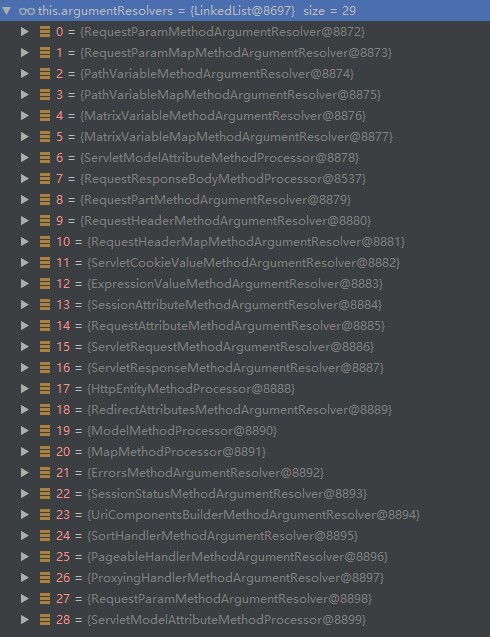 this.argumentResolvers = {LinkedList@8697} size = 29
0 = {RequestParamMethodArgumentResolver@8872}
1 = {RequestParamMapMethodArgumentResolver@8873}
2 = {PathVariableMethodArgumentResolver@8874}
3 = {PathVariableMapMethodArgumentResolver@8875}
4 = {MatrixVariableMethodArgumentResolver@8876}
5 = {MatrixVariableMapMethodArgumentResolver@8877}
6 = {ServletModelAttributeMethodProcessor@8878}
7 = {RequestResponseBodyMethodProcessor@8537}
8 = {RequestPartMethodArgumentResolver@8879}
9 = {RequestHeaderMethodArgumentResolver@8880}
10 = {RequestHeaderMapMethodArgumentResolver@8881}
11 = {ServletCookieValueMethodArgumentResolver@8882}
12 = {ExpressionValueMethodArgumentResolver@8883}
13 = {SessionAttributeMethodArgumentResolver@8884}
14 = {RequestAttributeMethodArgumentResolver@8885}
15 = {ServletRequestMethodArgumentResolver@8886}
16 = {ServletResponseMethodArgumentResolver@8887}
17 = {HttpEntityMethodProcessor@8888}
18 = {RedirectAttributesMethodArgumentResolver@8889}
19 = {ModelMethodProcessor@8890}
20 = {MapMethodProcessor@8891}
21 = {ErrorsMethodArgumentResolver@8892}
22 = {SessionStatusMethodArgumentResolver@8893}
23 = {UriComponentsBuilderMethodArgumentResolver@8894}
24 = {SortHandlerMethodArgumentResolver@8895}
25 = {PageableHandlerMethodArgumentResolver@8896}
26 = {ProxyingHandlerMethodArgumentResolver@8897}
27 = {RequestParamMethodArgumentResolver@8898}
28 = {ServletModelAttributeMethodProcessor@8899}